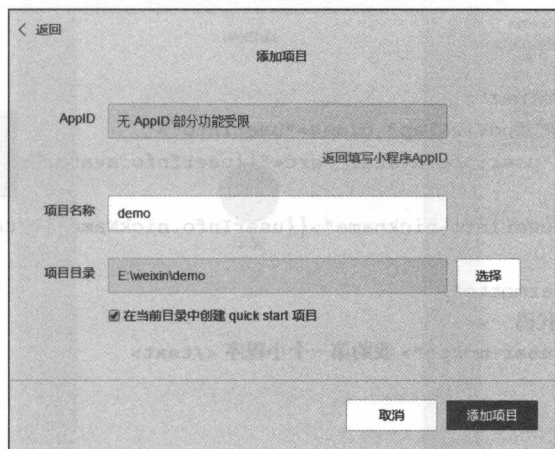 < 返回
添加项目
AppID 无 AppID 部分功能受限
返回填写小程序AppID
项目名称 demo
项目目录 E:\weixin\demo 选择
在当前目录中创建 quick start 项目
取消 添加项目